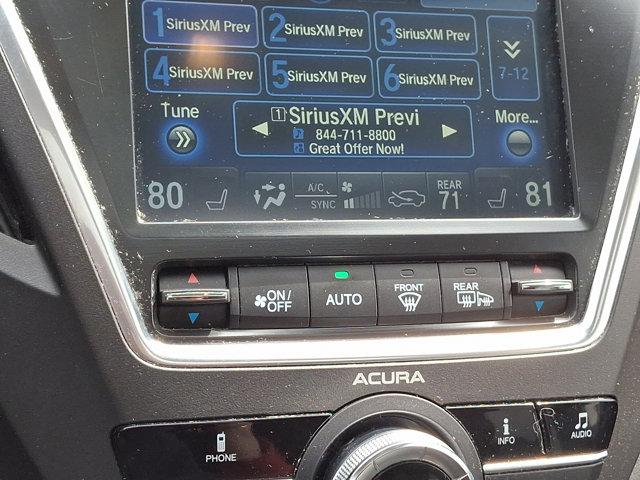 1 SiriusXM Prev
2 SiriusXM Prev
3 SiriusXM Prev
7-12
4 SiriusXM Prev
5 SiriusXM Prev
6 SiriusXM Prev
Tune
1 SiriusXM Previ
844-711-8800
Great Offer Now!
More...
80
A/C
SYNC
REAR
71
81
ON/
OFF
AUTO
FRONT
REAR
ACURA
PHONE
INFO
AUDIO